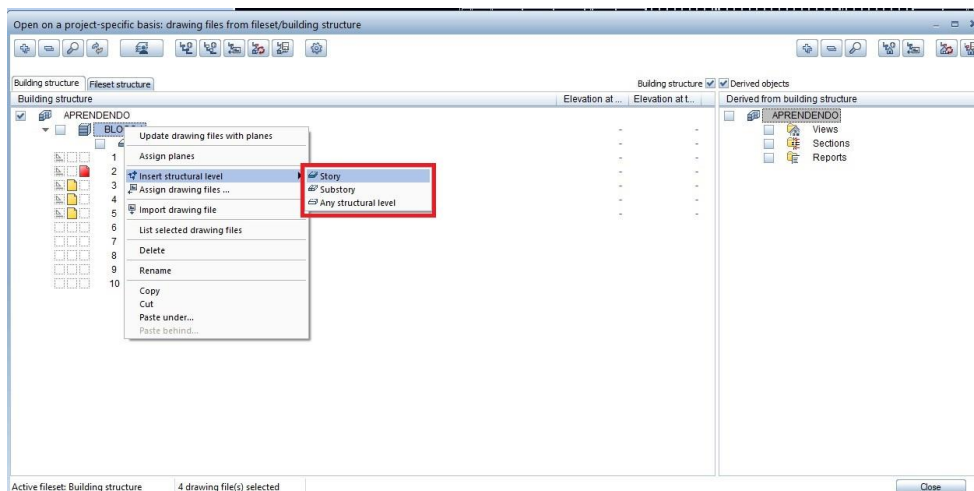 Open on a project-specific basis: drawing files from fileset/building structure
Building structure
Fileset structure
Building structure
Derived objects
Building structure
Elevation at ...
Elevation at t...
Derived from building structure
APRENDENDO
1
2
3
4
5
6
7
8
9
10
Update drawing files with planes
Assign planes
Insert structural level
Assign drawing files ...
Import drawing file
List selected drawing files
Delete
Rename
Copy
Cut
Paste under...
Paste behind...
Story
Substory
Any structural level
APRENDENDO
Views
Sections
Reports
Active fileset: Building structure
4 drawing file(s) selected
Close